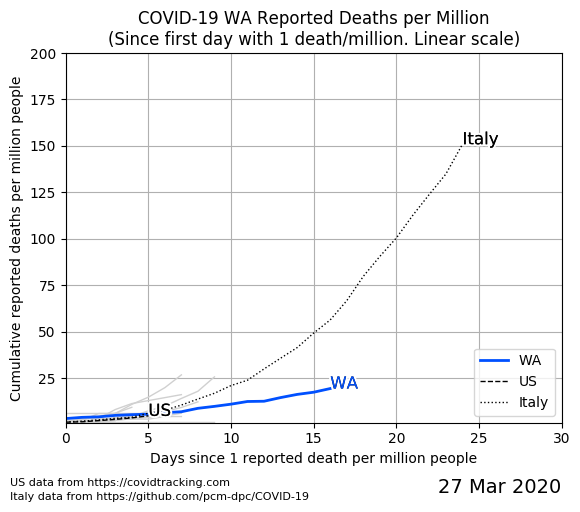 COVID-19 WA Reported Deaths per Million
(Since first day with 1 death/million. Linear scale)
Cumulative reported deaths per million people
200
175
150
125
100
75
50
25
Italy
WA
US
WA
US
Italy
0
5
10
15
20
25
30
Days since 1 reported death per million people
US data from https://covidtracking.com
Italy data from https://github.com/pcm-dpc/COVID-19
27 Mar 2020